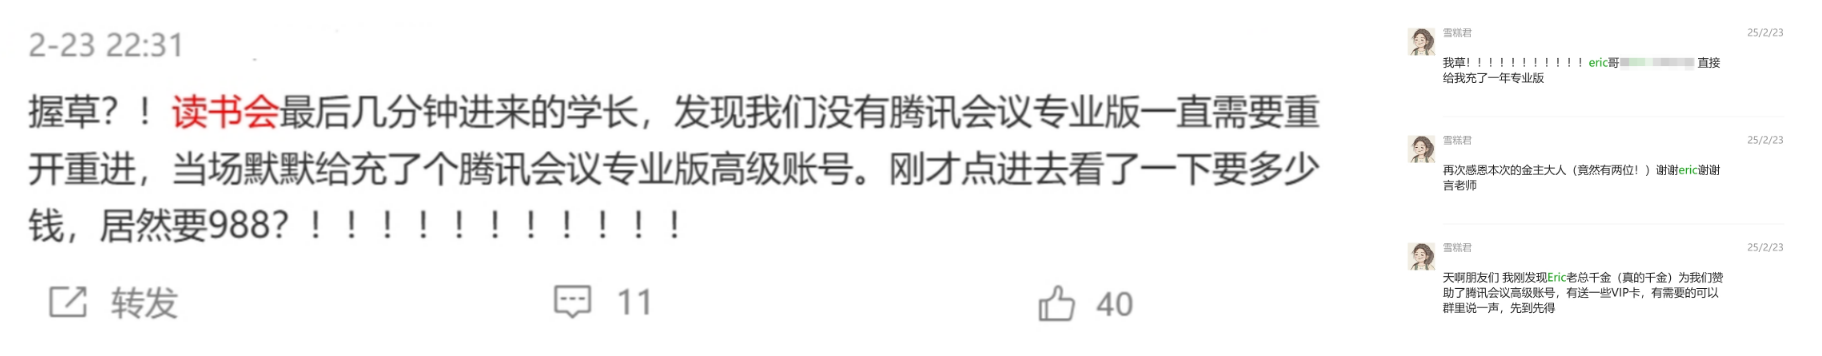 2-23 22:31
握草？！读书会最后几分钟进来的学长，发现我们没有腾讯会议专业版一直需要重
开重进，当场默默给充了个腾讯会议专业版高级账号。刚才点进去看了一下要多少
钱，居然要988？！！！！！！！！！！！
转发
11
40
雪糕君
25/2/23
我草！！！！！！！！！！！eric哥 直接
给我充了一年专业版
雪糕君
25/2/23
再次感恩本次的金主大人（竟然有两位！）谢谢eric谢谢
言老师
雪糕君
25/2/23
天啊朋友们 我刚发现Eric老总千金（真的千金）为我们赞
助了腾讯会议高级账号，有送一些VIP卡，有需要的可以
群里说一声，先到先得